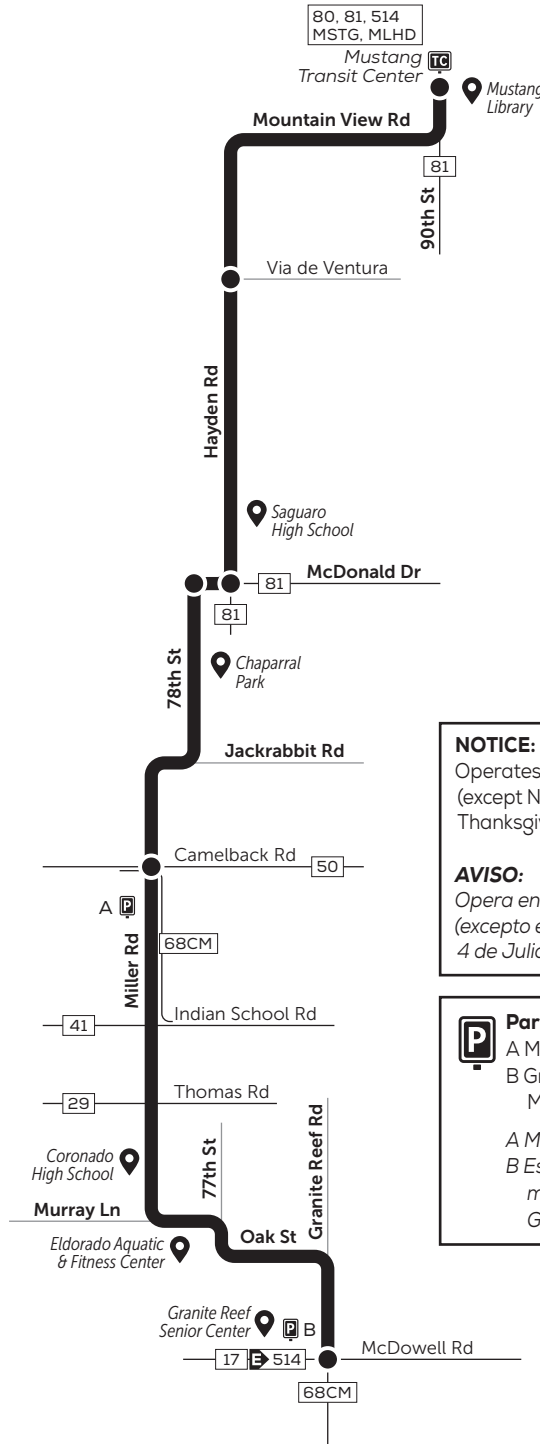 80, 81, 514
MSTG, MLHD
Mustang
Transit Center
TC
Mustang
Library
Mountain View Rd
81
90th St
Via de Ventura
Hayden Rd
Saguaro
High School
McDonald Dr
81
81
78th St
Chaparral
Park
Jackrabbit Rd
Camelback Rd
50
A P
Miller Rd
68CM
Indian School Rd
41
Thomas Rd
29
Coronado
High School
77th St
Granite Reef Rd
Murray Ln
Oak St
Eldorado Aquatic
& Fitness Center
Granite Reef
Senior Center
P B
17 E 514
McDowell Rd
68CM
NOTICE:
Operates
(except N
Thanksgiv
AVISO:
Opera en
(excepto e
4 de Julio
P
Par
A M
B Gr
M
A M
B Es
m
G